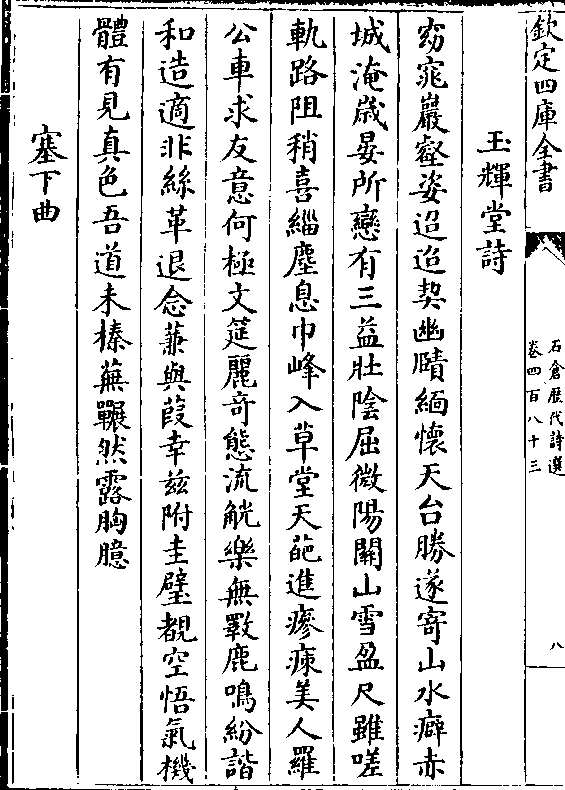 欽定四庫全書
石倉歷代詩選
卷四百八十三
八
玉輝堂詩
窈窕巖壑姿迢迢契幽賾緬懷天台勝遂寄山水癖赤
城淹歳晏所戀有三益壯陰屈微陽關山雪盈尺雖嗟
軌路阻稍喜緇塵息巾峰入草堂天葩進瘳瘝美人羅
公車求友意何極文筵麗竒態流觥樂無斁鹿鳴紛諧
和造適非絲革退念蒹與葭幸兹附圭璧覩空悟氣機
體有見真色吾道未榛蕪囅然露胸臆
塞下曲